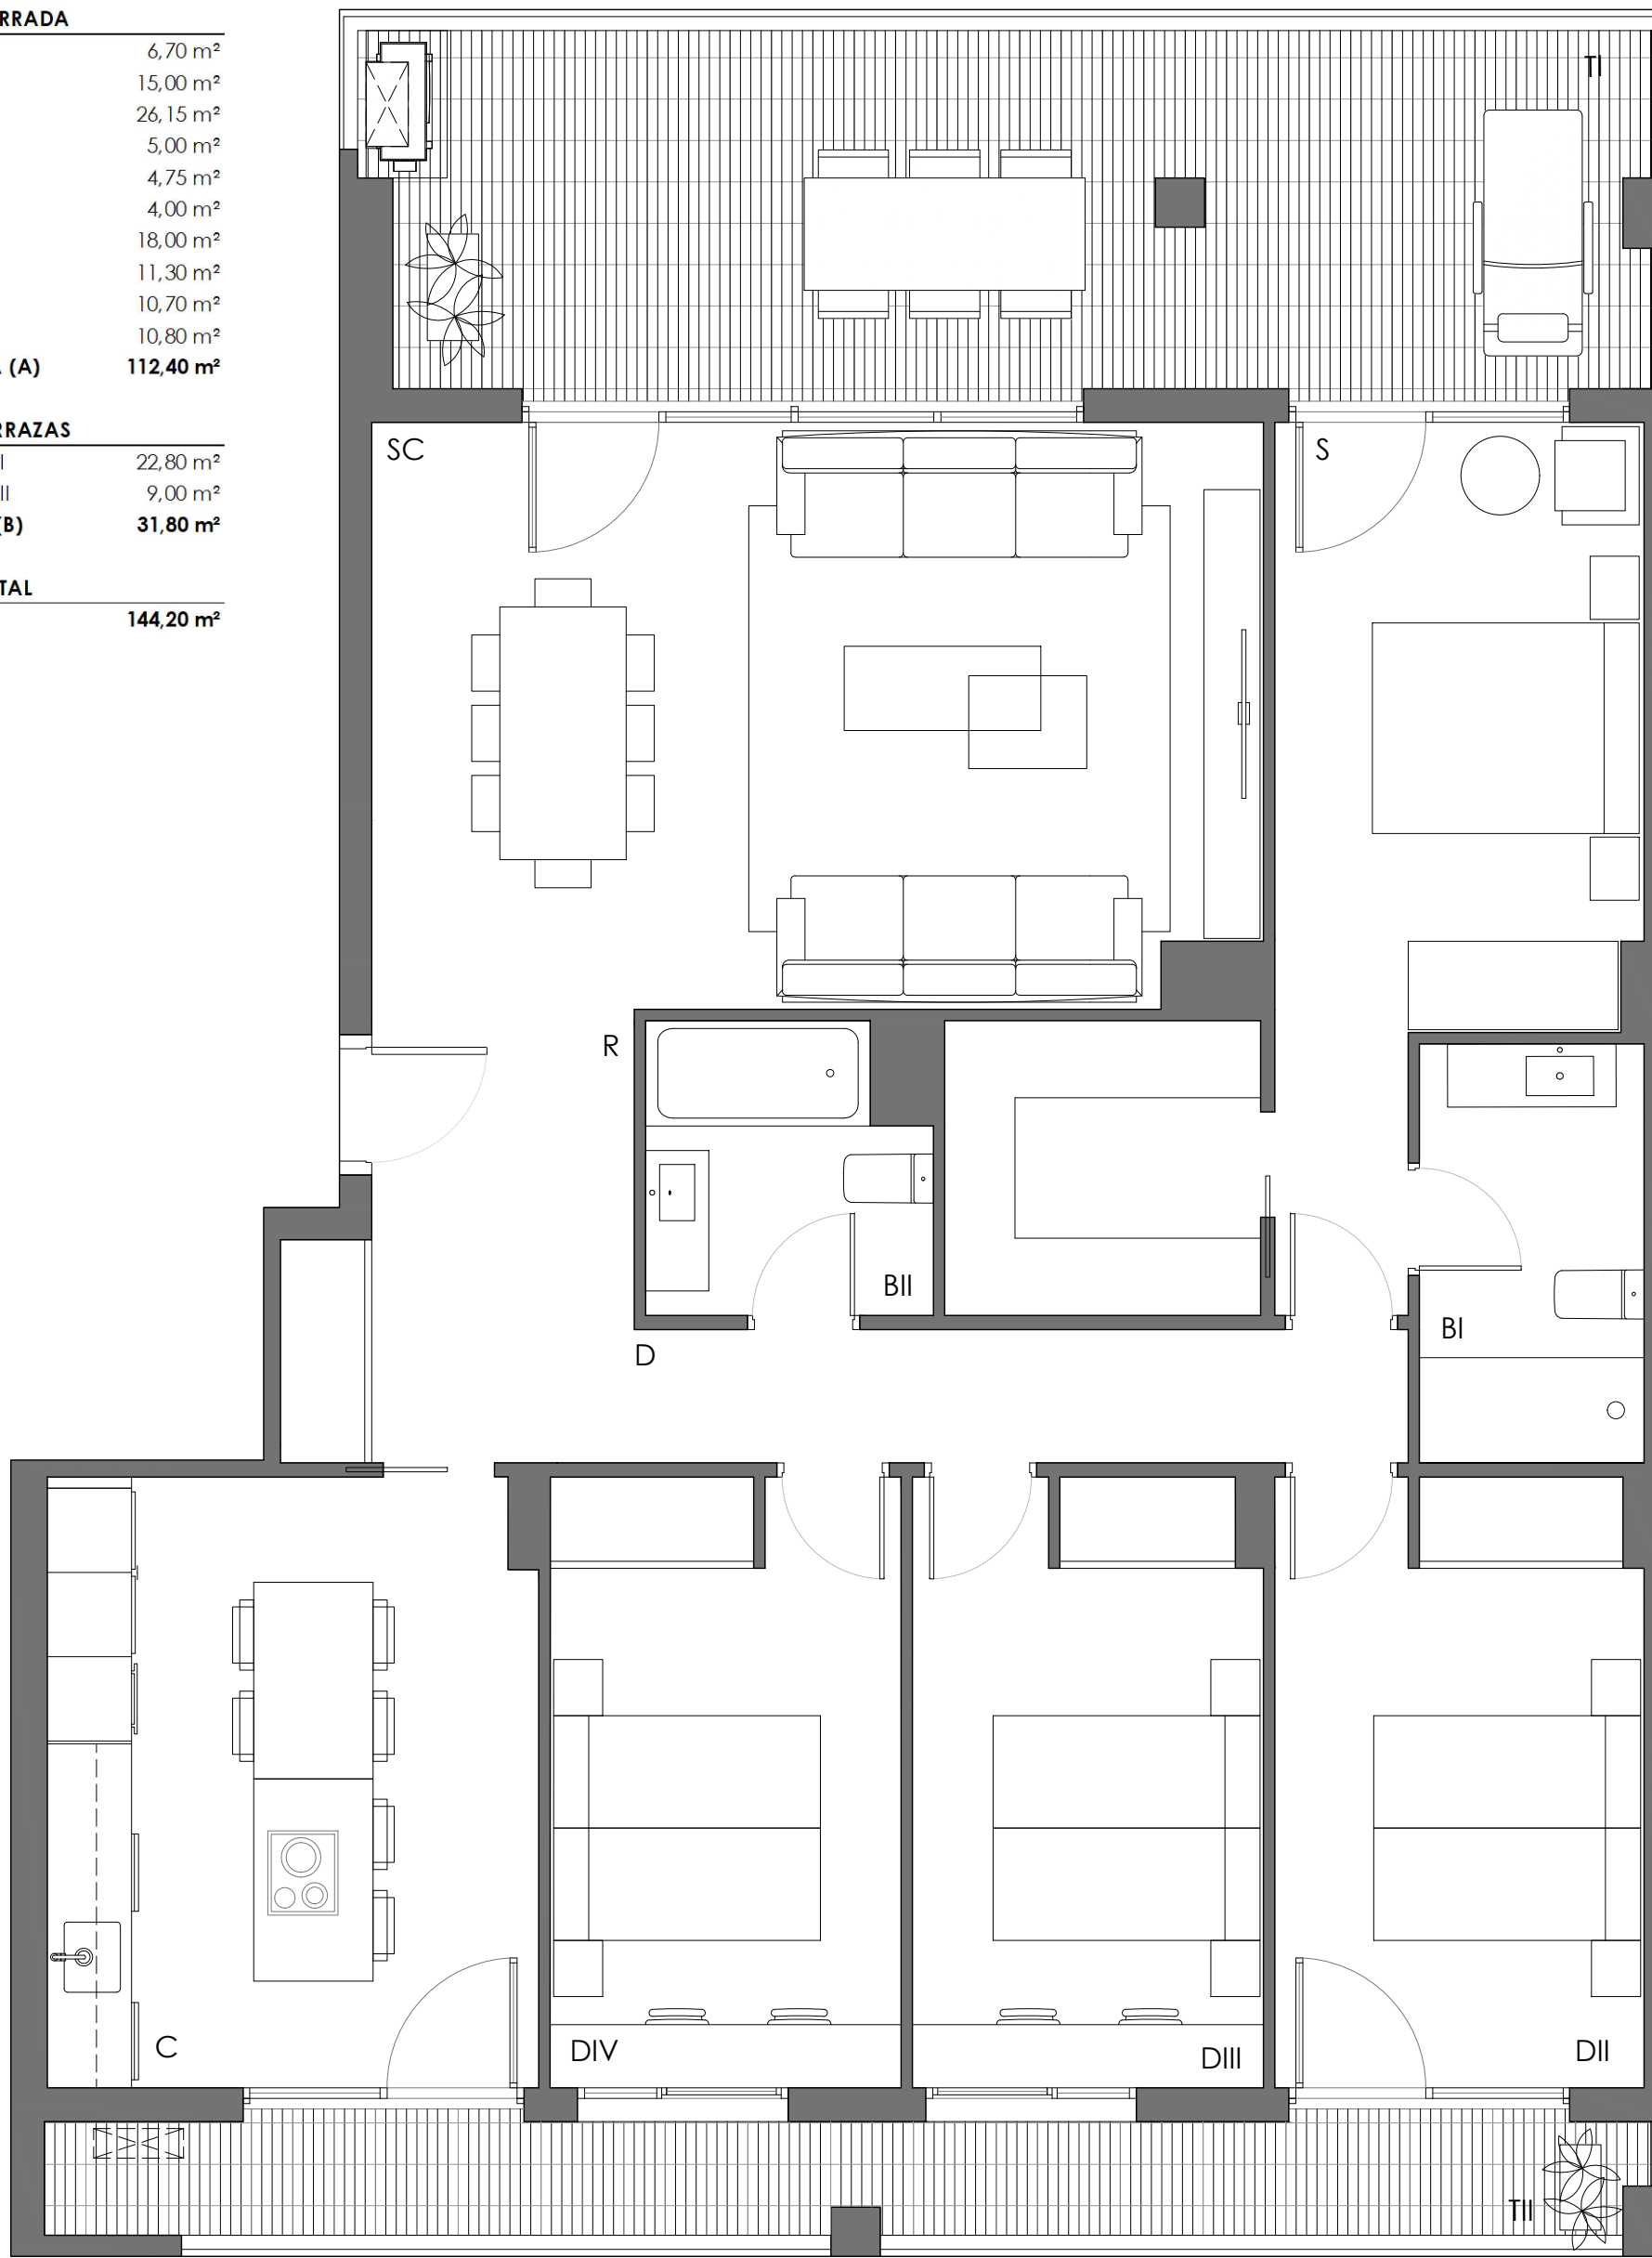 RRADA
6,70 m²
15,00 m²
26,15 m²
5,00 m²
4,75 m²
4,00 m²
18,00 m²
11,30 m²
10,70 m²
10,80 m²
(A) 112,40 m²
RRAZAS
I 22,80 m²
II 9,00 m²
(B) 31,80 m²
TAL
144,20 m²
TI
SC
S
R
BII
BI
D
C
DIV
DIII
DII
TII